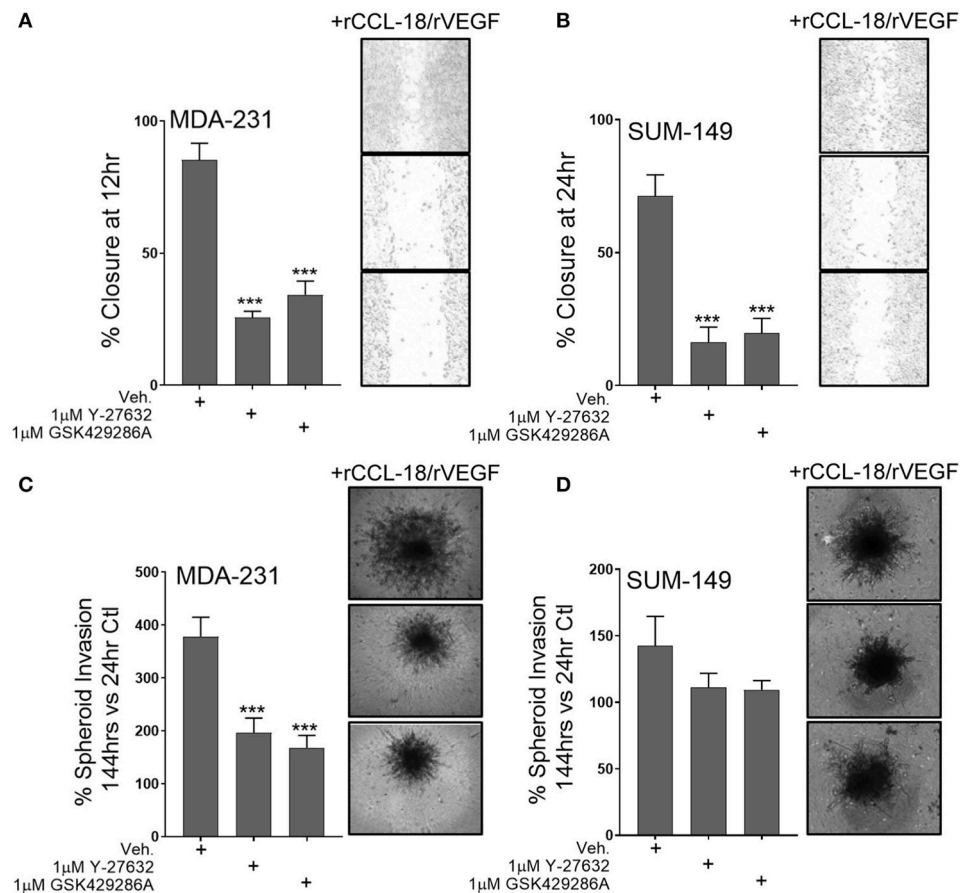 A
+rCCL-18/rVEGF
MDA-231
% Closure at 12hr
100
50
0
***
***
Veh.
+
1µM Y-27632
+
1µM GSK429286A
+
B
+rCCL-18/rVEGF
SUM-149
% Closure at 24hr
100
50
0
***
***
Veh.
+
1µM Y-27632
+
1µM GSK429286A
+
C
+rCCL-18/rVEGF
MDA-231
% Spheroid Invasion
144hrs vs 24hr Ctl
500
400
300
200
100
0
***
***
Veh.
+
1µM Y-27632
+
1µM GSK429286A
+
D
+rCCL-18/rVEGF
SUM-149
% Spheroid Invasion
144hrs vs 24hr Ctl
200
150
100
50
0
Veh.
+
1µM Y-27632
+
1µM GSK429286A
+